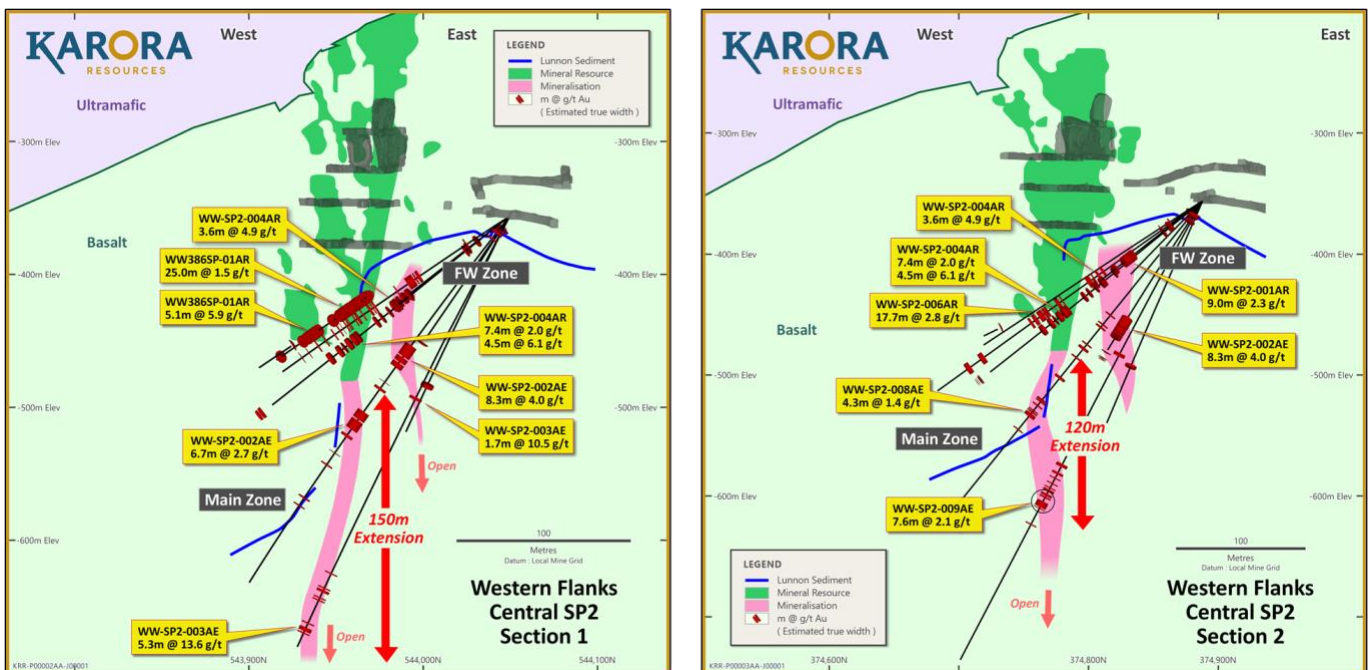 KARORA
RESOURCES
West
East
LEGEND
Lunnon Sediment
Mineral Resource
Mineralisation
m @ g/t Au
( Estimated true width )
Ultramafic
-300m Elev
-300m Elev
WW-SP2-004AR
3.6m @ 4.9 g/t
Basalt
WW386SP-01AR
25.0m @ 1.5 g/t
-400m Elev
FW Zone
-400m Elev
WW386SP-01AR
5.1m @ 5.9 g/t
WW-SP2-004AR
7.4m @ 2.0 g/t
4.5m @ 6.1 g/t
WW-SP2-002AE
8.3m @ 4.0 g/t
-500m Elev
-500m Elev
WW-SP2-003AE
1.7m @ 10.5 g/t
WW-SP2-002AE
6.7m @ 2.7 g/t
Open
Main Zone
150m
Extension
-600m Elev
100
Metres
Datum : Local Mine Grid
Western Flanks
Central SP2
Section 1
WW-SP2-003AE
5.3m @ 13.6 g/t
Open
KRR-P00002AA-J00001
543,900N
544,000N
544,100N
KARORA
RESOURCES
West
East
Ultramafic
-300m Elev
-300m Elev
WW-SP2-004AR
3.6m @ 4.9 g/t
-400m Elev
WW-SP2-004AR
7.4m @ 2.0 g/t
4.5m @ 6.1 g/t
FW Zone
-400m Elev
WW-SP2-001AR
9.0m @ 2.3 g/t
WW-SP2-006AR
17.7m @ 2.8 g/t
Basalt
WW-SP2-002AE
8.3m @ 4.0 g/t
-500m Elev
-500m Elev
WW-SP2-008AE
4.3m @ 1.4 g/t
Main Zone
120m
Extension
-600m Elev
-600m Elev
WW-SP2-009AE
7.6m @ 2.1 g/t
100
Metres
Datum : Local Mine Grid
LEGEND
Lunnon Sediment
Mineral Resource
Mineralisation
m @ g/t Au
( Estimated true width )
Open
Western Flanks
Central SP2
Section 2
KRR-P00003AA-J00001
374,600N
374,800N
374,900N